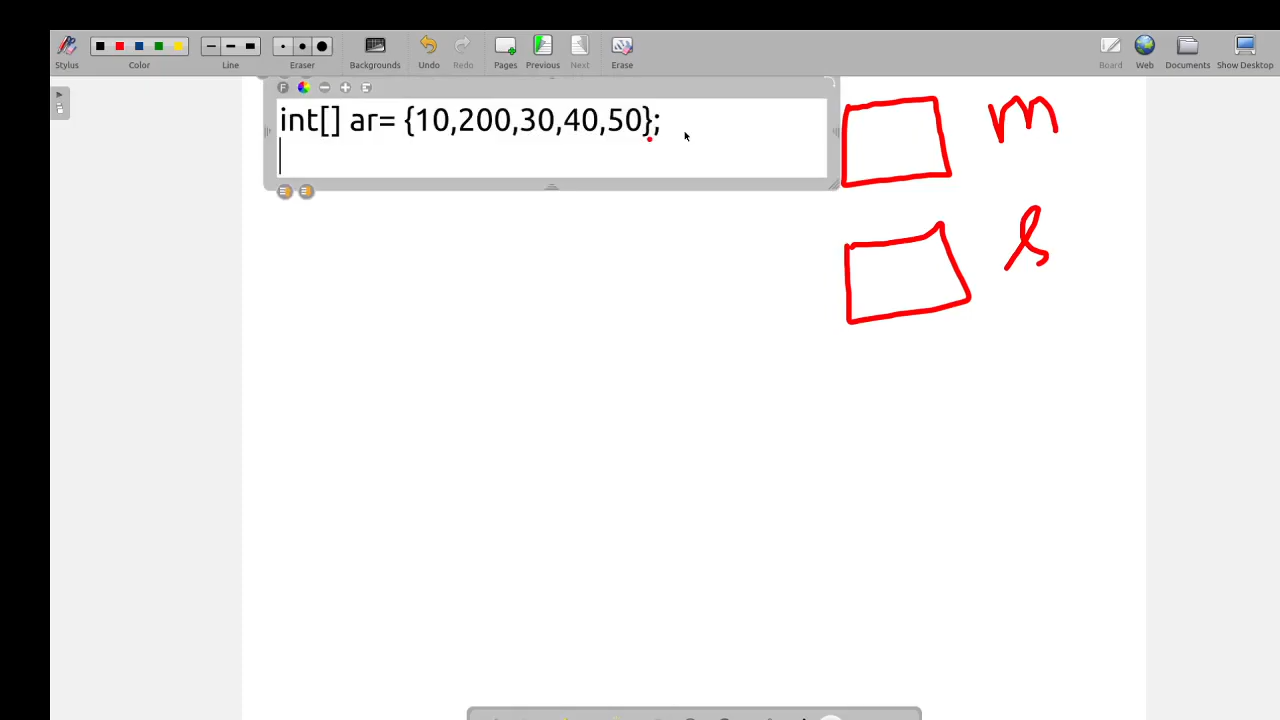 Stylus Color Line Eraser Backgrounds Undo Redo Pages Previous Next Erase Board Web Documents Show Desktop
int[] ar= {10,200,30,40,50};
m
s